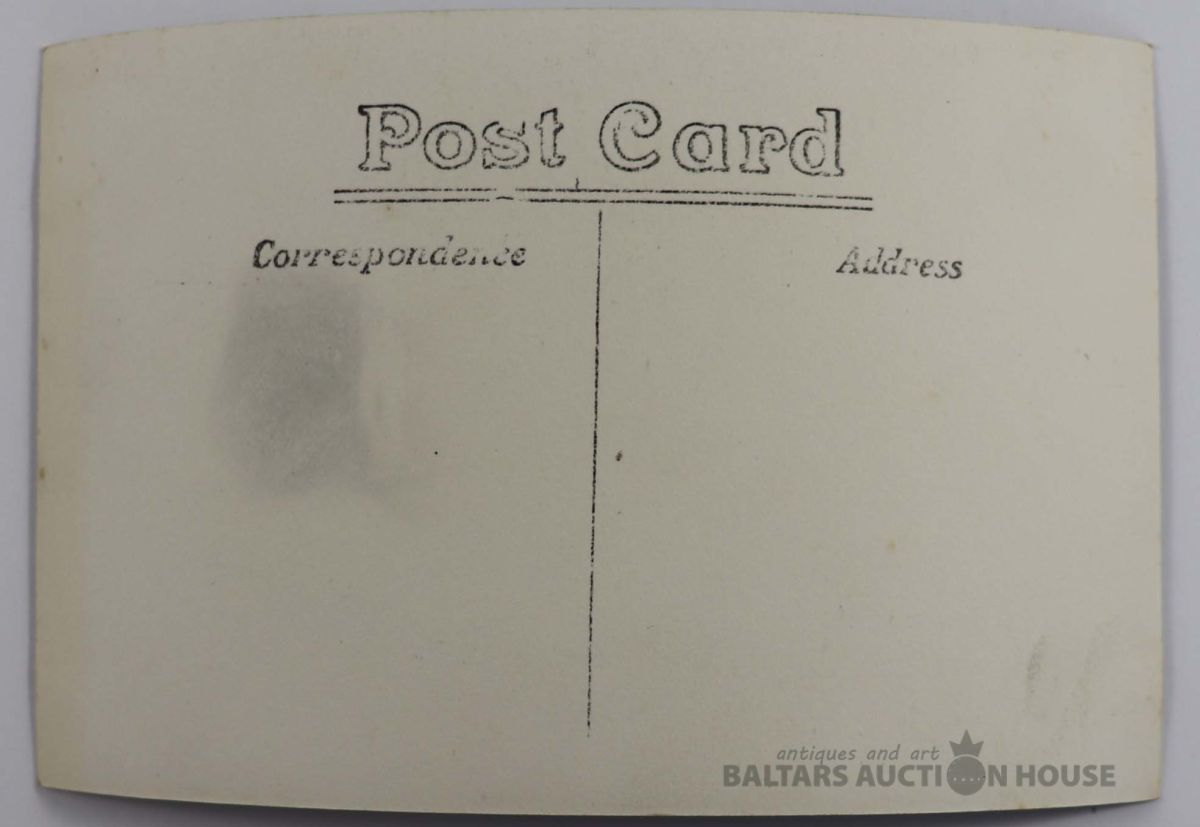 Post Card
Correspondence
Address
antiques and art
BALTARS AUCTION HOUSE